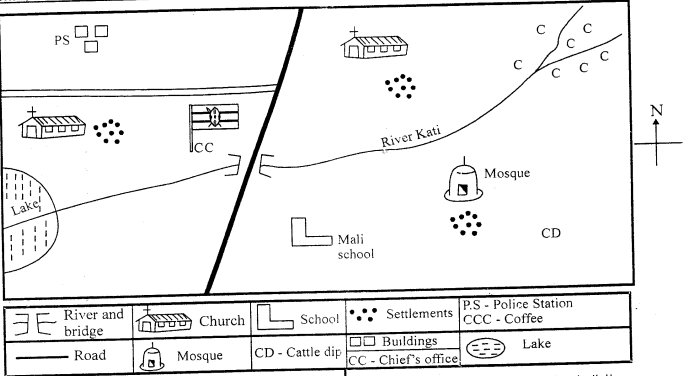 PS
C
C
C
C
C
C
C
N
River Kati
CC
Mosque
Lake
Mali
school
CD
River and
bridge
Church
School
Settlements
P.S - Police Station
CCC - Coffee
Road
Mosque
CD - Cattle dip
Buildings
CC - Chief's office
Lake